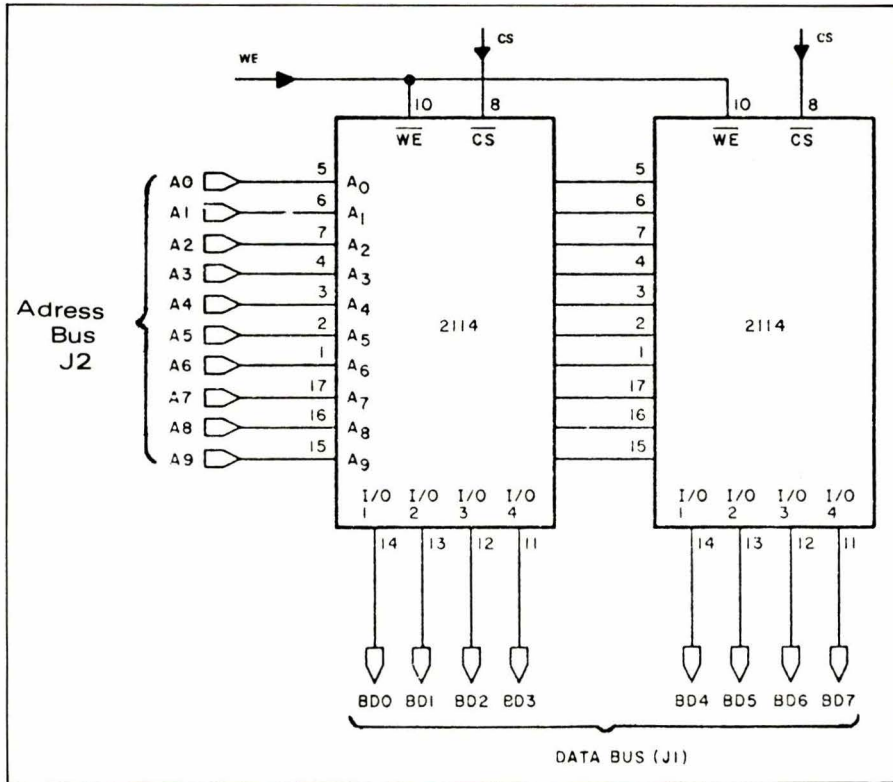 CS CS
WE
10 8 10 8
W̅E̅ C̅S̅ W̅E̅ C̅S̅
A0 5 A0 5
A1 6 A1 6
A2 7 A2 7
A3 4 A3 4
A4 3 A4 3
Adress
Bus
J2
2114 2114
A5 2 A5 2
A6 1 A6 1
A7 17 A7 17
A8 16 A8 16
A9 15 A9 15
I/O I/O I/O I/O I/O I/O I/O I/O
1 2 3 4 1 2 3 4
14 13 12 11 14 13 12 11
BD0 BD1 BD2 BD3 BD4 BD5 BD6 BD7
DATA BUS (J1)